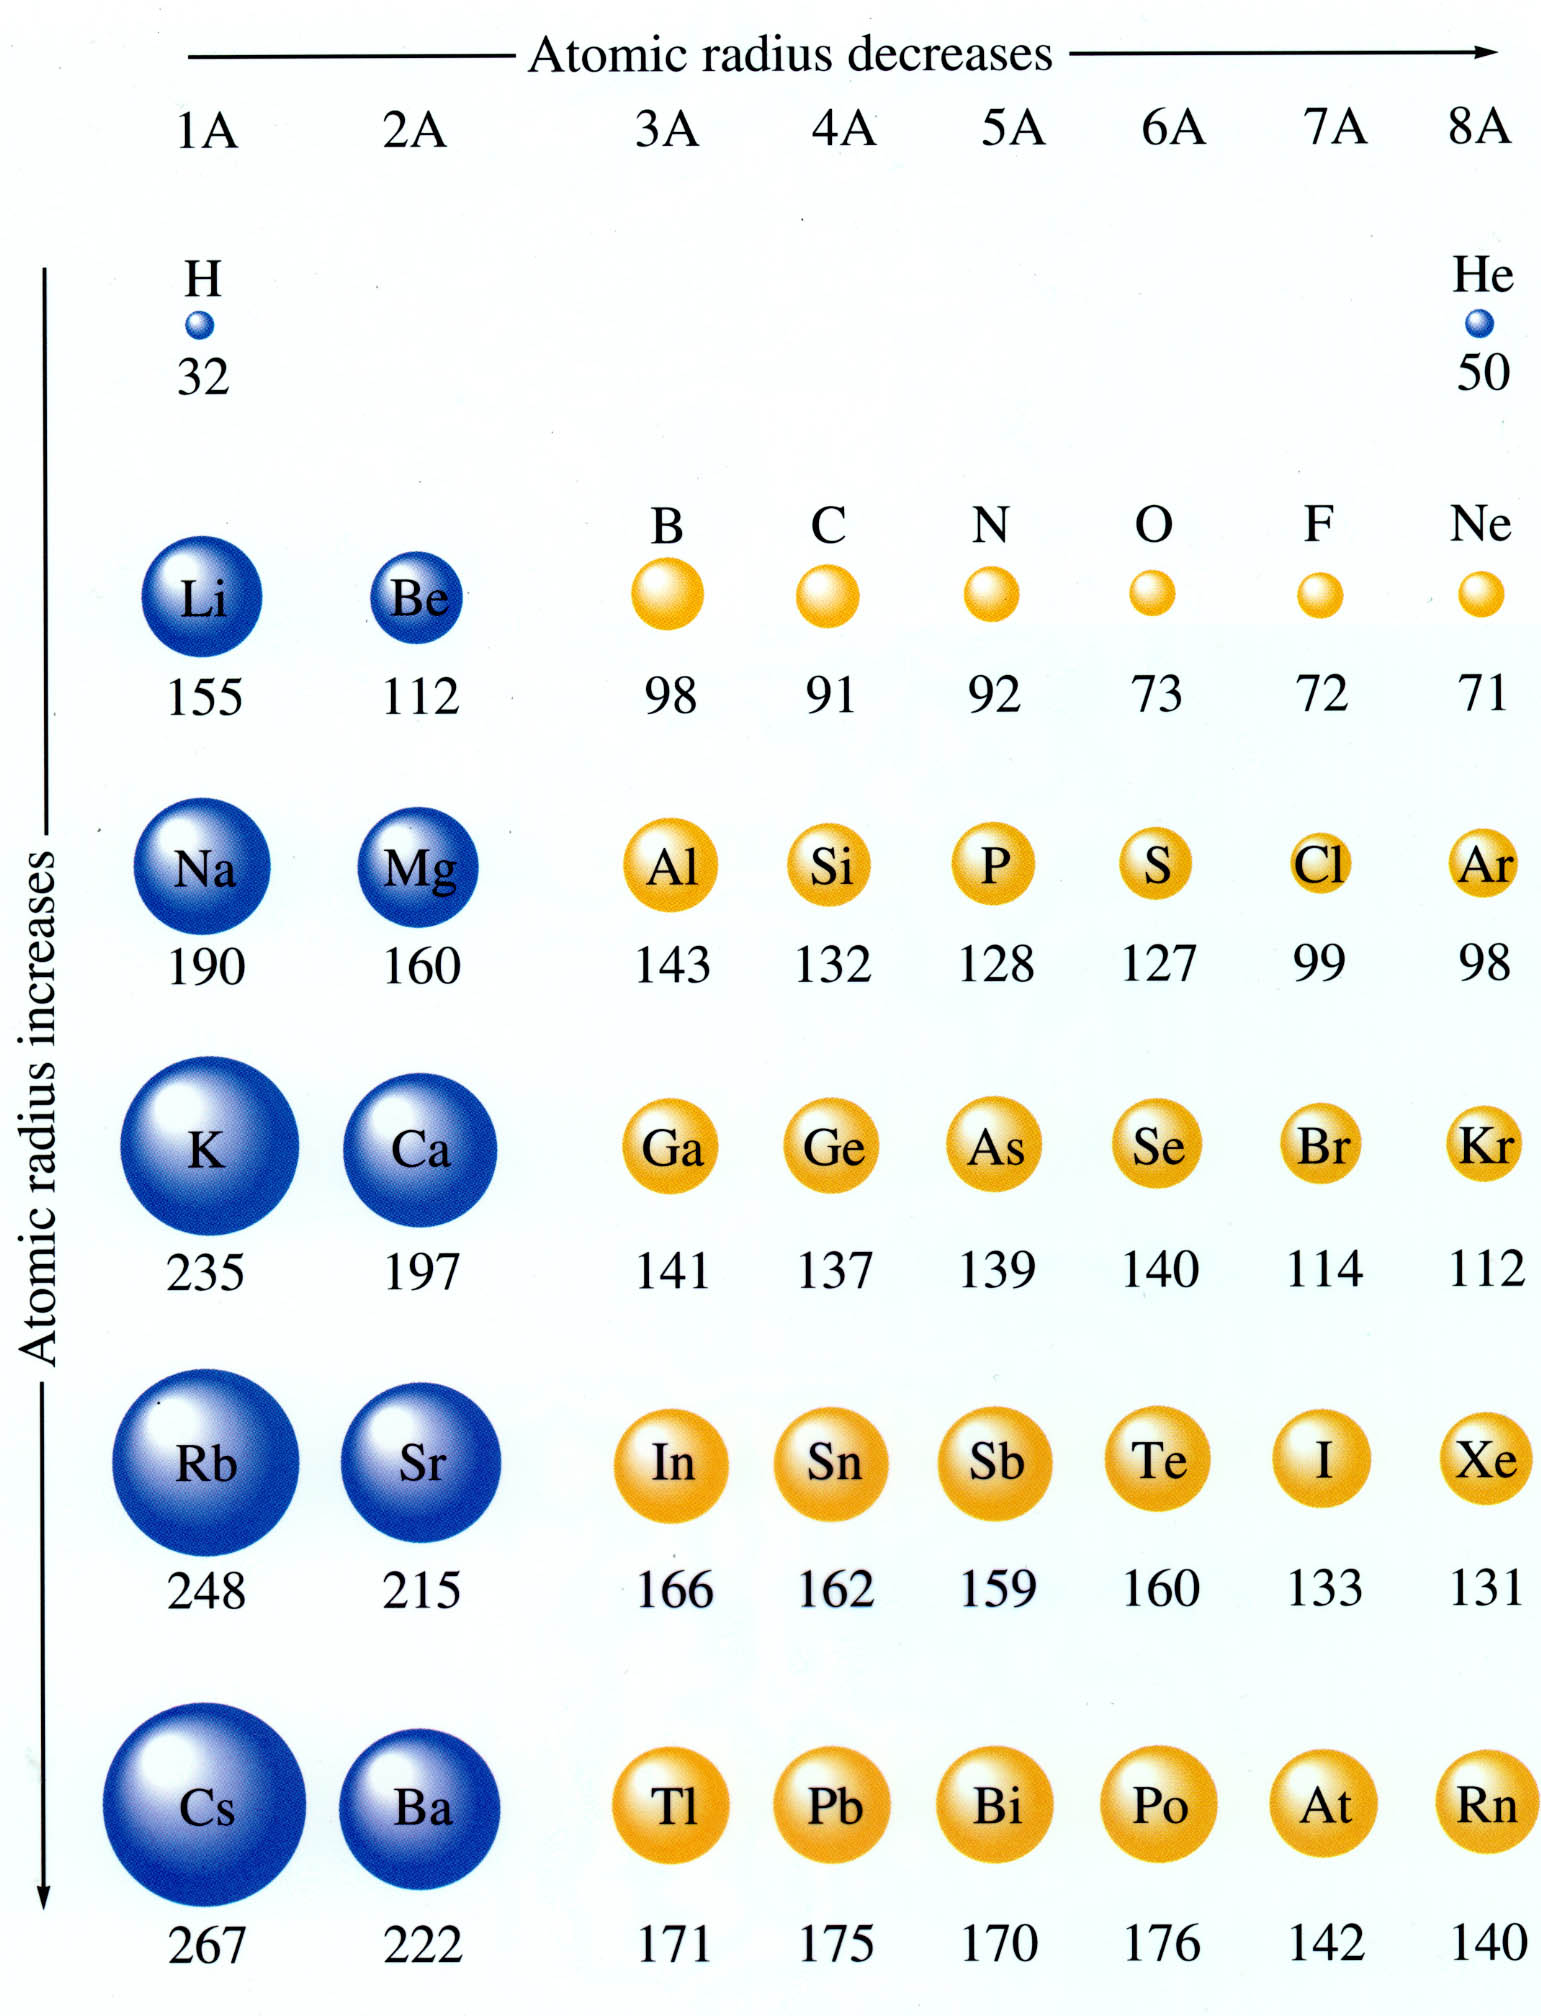 Atomic radius decreases
1A 2A 3A 4A 5A 6A 7A 8A
H He
32 50
B C N O F Ne
Li Be
155 112 98 91 92 73 72 71
Na Mg Al Si P S Cl Ar
190 160 143 132 128 127 99 98
K Ca Ga Ge As Se Br Kr
235 197 141 137 139 140 114 112
Rb Sr In Sn Sb Te I Xe
248 215 166 162 159 160 133 131
Cs Ba Tl Pb Bi Po At Rn
267 222 171 175 170 176 142 140
Atomic radius increases